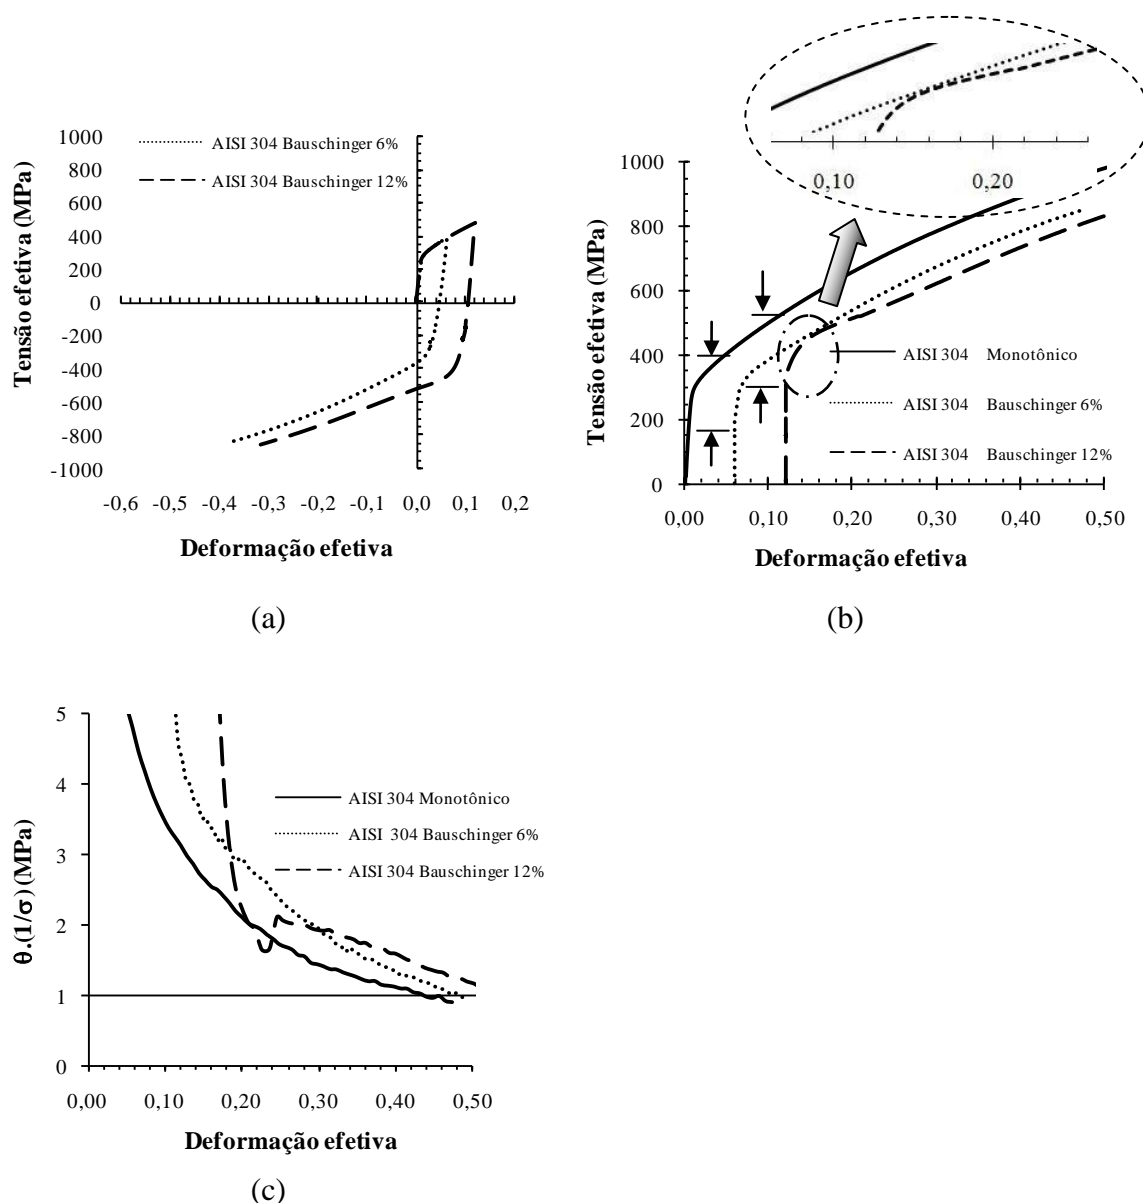 AISI 304 Bauschinger 6%
AISI 304 Bauschinger 12%
Tensão efetiva (MPa)
1000
800
600
400
200
0
-200
-400
-600
-800
-1000
-0,6 -0,5 -0,4 -0,3 -0,2 -0,1 0,0 0,1 0,2
Deformação efetiva
(a)
0,10 0,20
Tensão efetiva (MPa)
1000
800
600
400
200
0
AISI 304 Monotônico
AISI 304 Bauschinger 6%
AISI 304 Bauschinger 12%
0,00 0,10 0,20 0,30 0,40 0,50
Deformação efetiva
(b)
θ.(1/σ) (MPa)
5
4
3
2
1
0
AISI 304 Monotônico
AISI 304 Bauschinger 6%
AISI 304 Bauschinger 12%
0,00 0,10 0,20 0,30 0,40 0,50
Deformação efetiva
(c)